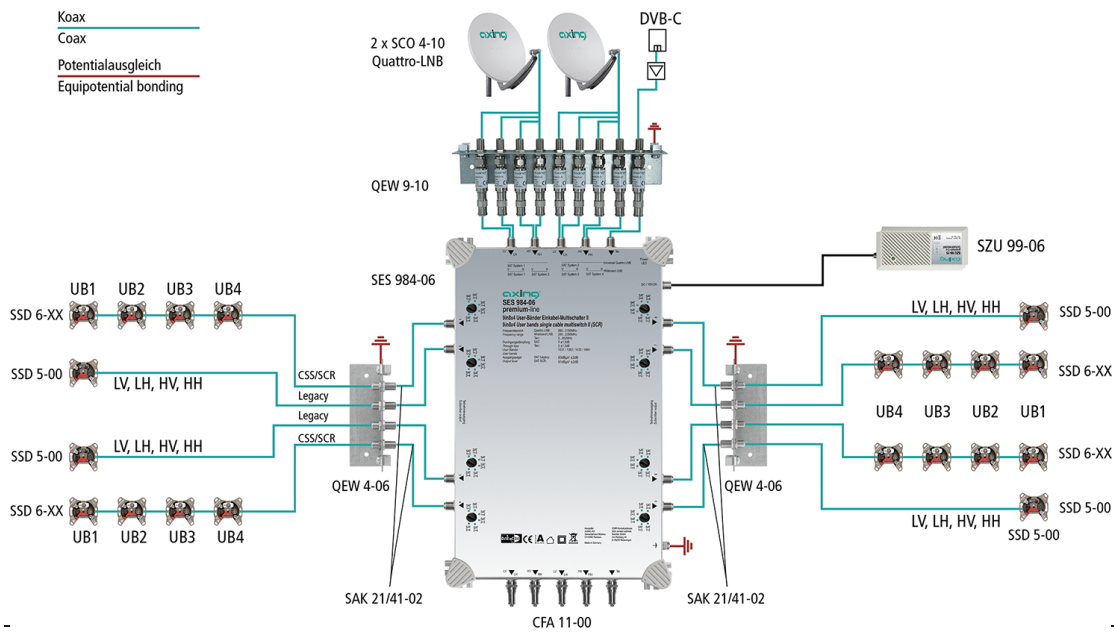 Koax
Coax
Potentialausgleich
Equipotential bonding
2 x SCO 4-10
Quattro-LNB
axing
axing
DVB-C
QEW 9-10
SES 984-06
SZU 99-06
axing
SES 984-06
premium-line
UB1 UB2 UB3 UB4
SSD 6-XX
SSD 5-00
LV, LH, HV, HH
CSS/SCR
Legacy
Legacy
CSS/SCR
SSD 5-00
LV, LH, HV, HH
SSD 6-XX
UB1 UB2 UB3 UB4
QEW 4-06
SAK 21/41-02
LV, LH, HV, HH
SSD 5-00
SSD 6-XX
UB4 UB3 UB2 UB1
SSD 6-XX
QEW 4-06
LV, LH, HV, HH
SSD 5-00
SSD 5-00
SAK 21/41-02
CFA 11-00